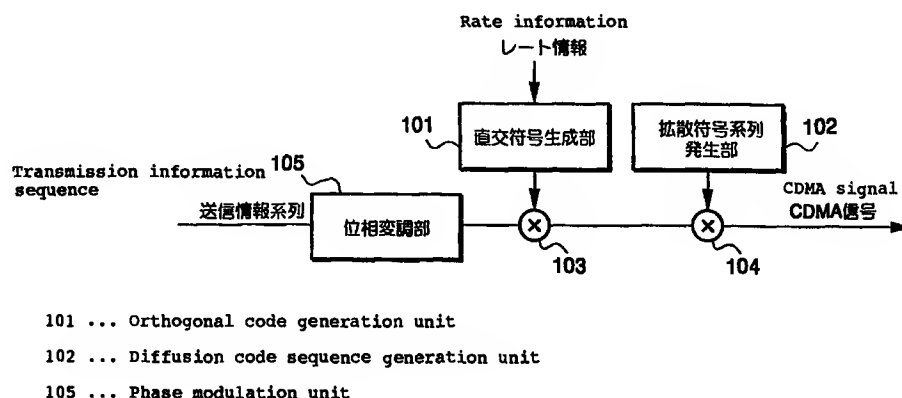 Rate information
レート情報
101
直交符号生成部
拡散符号系列
発生部
102
Transmission information
sequence
105
送信情報系列
位相変調部
×
103
×
104
CDMA signal
CDMA信号
101 ... Orthogonal code generation unit
102 ... Diffusion code sequence generation unit
105 ... Phase modulation unit